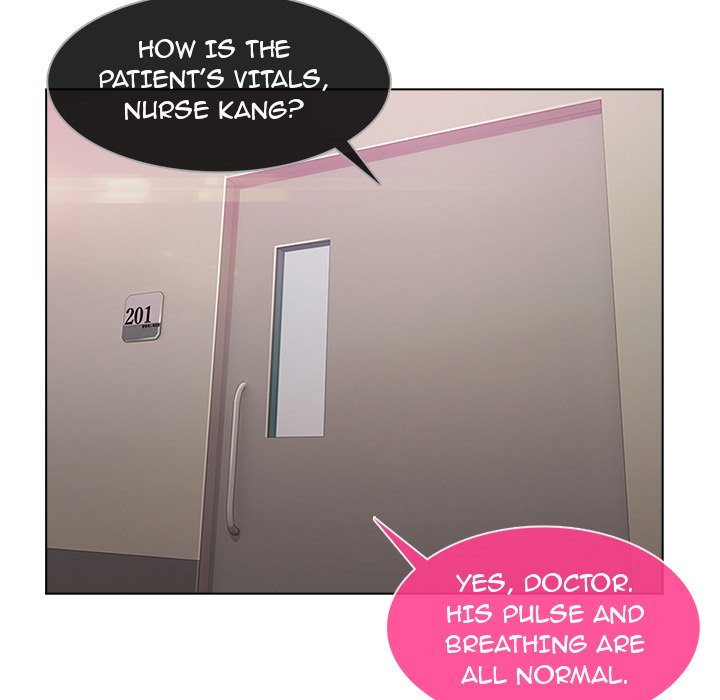 HOW IS THE
PATIENT'S VITALS,
NURSE KANG?
201
YES, DOCTOR.
HIS PULSE AND
BREATHING ARE
ALL NORMAL.